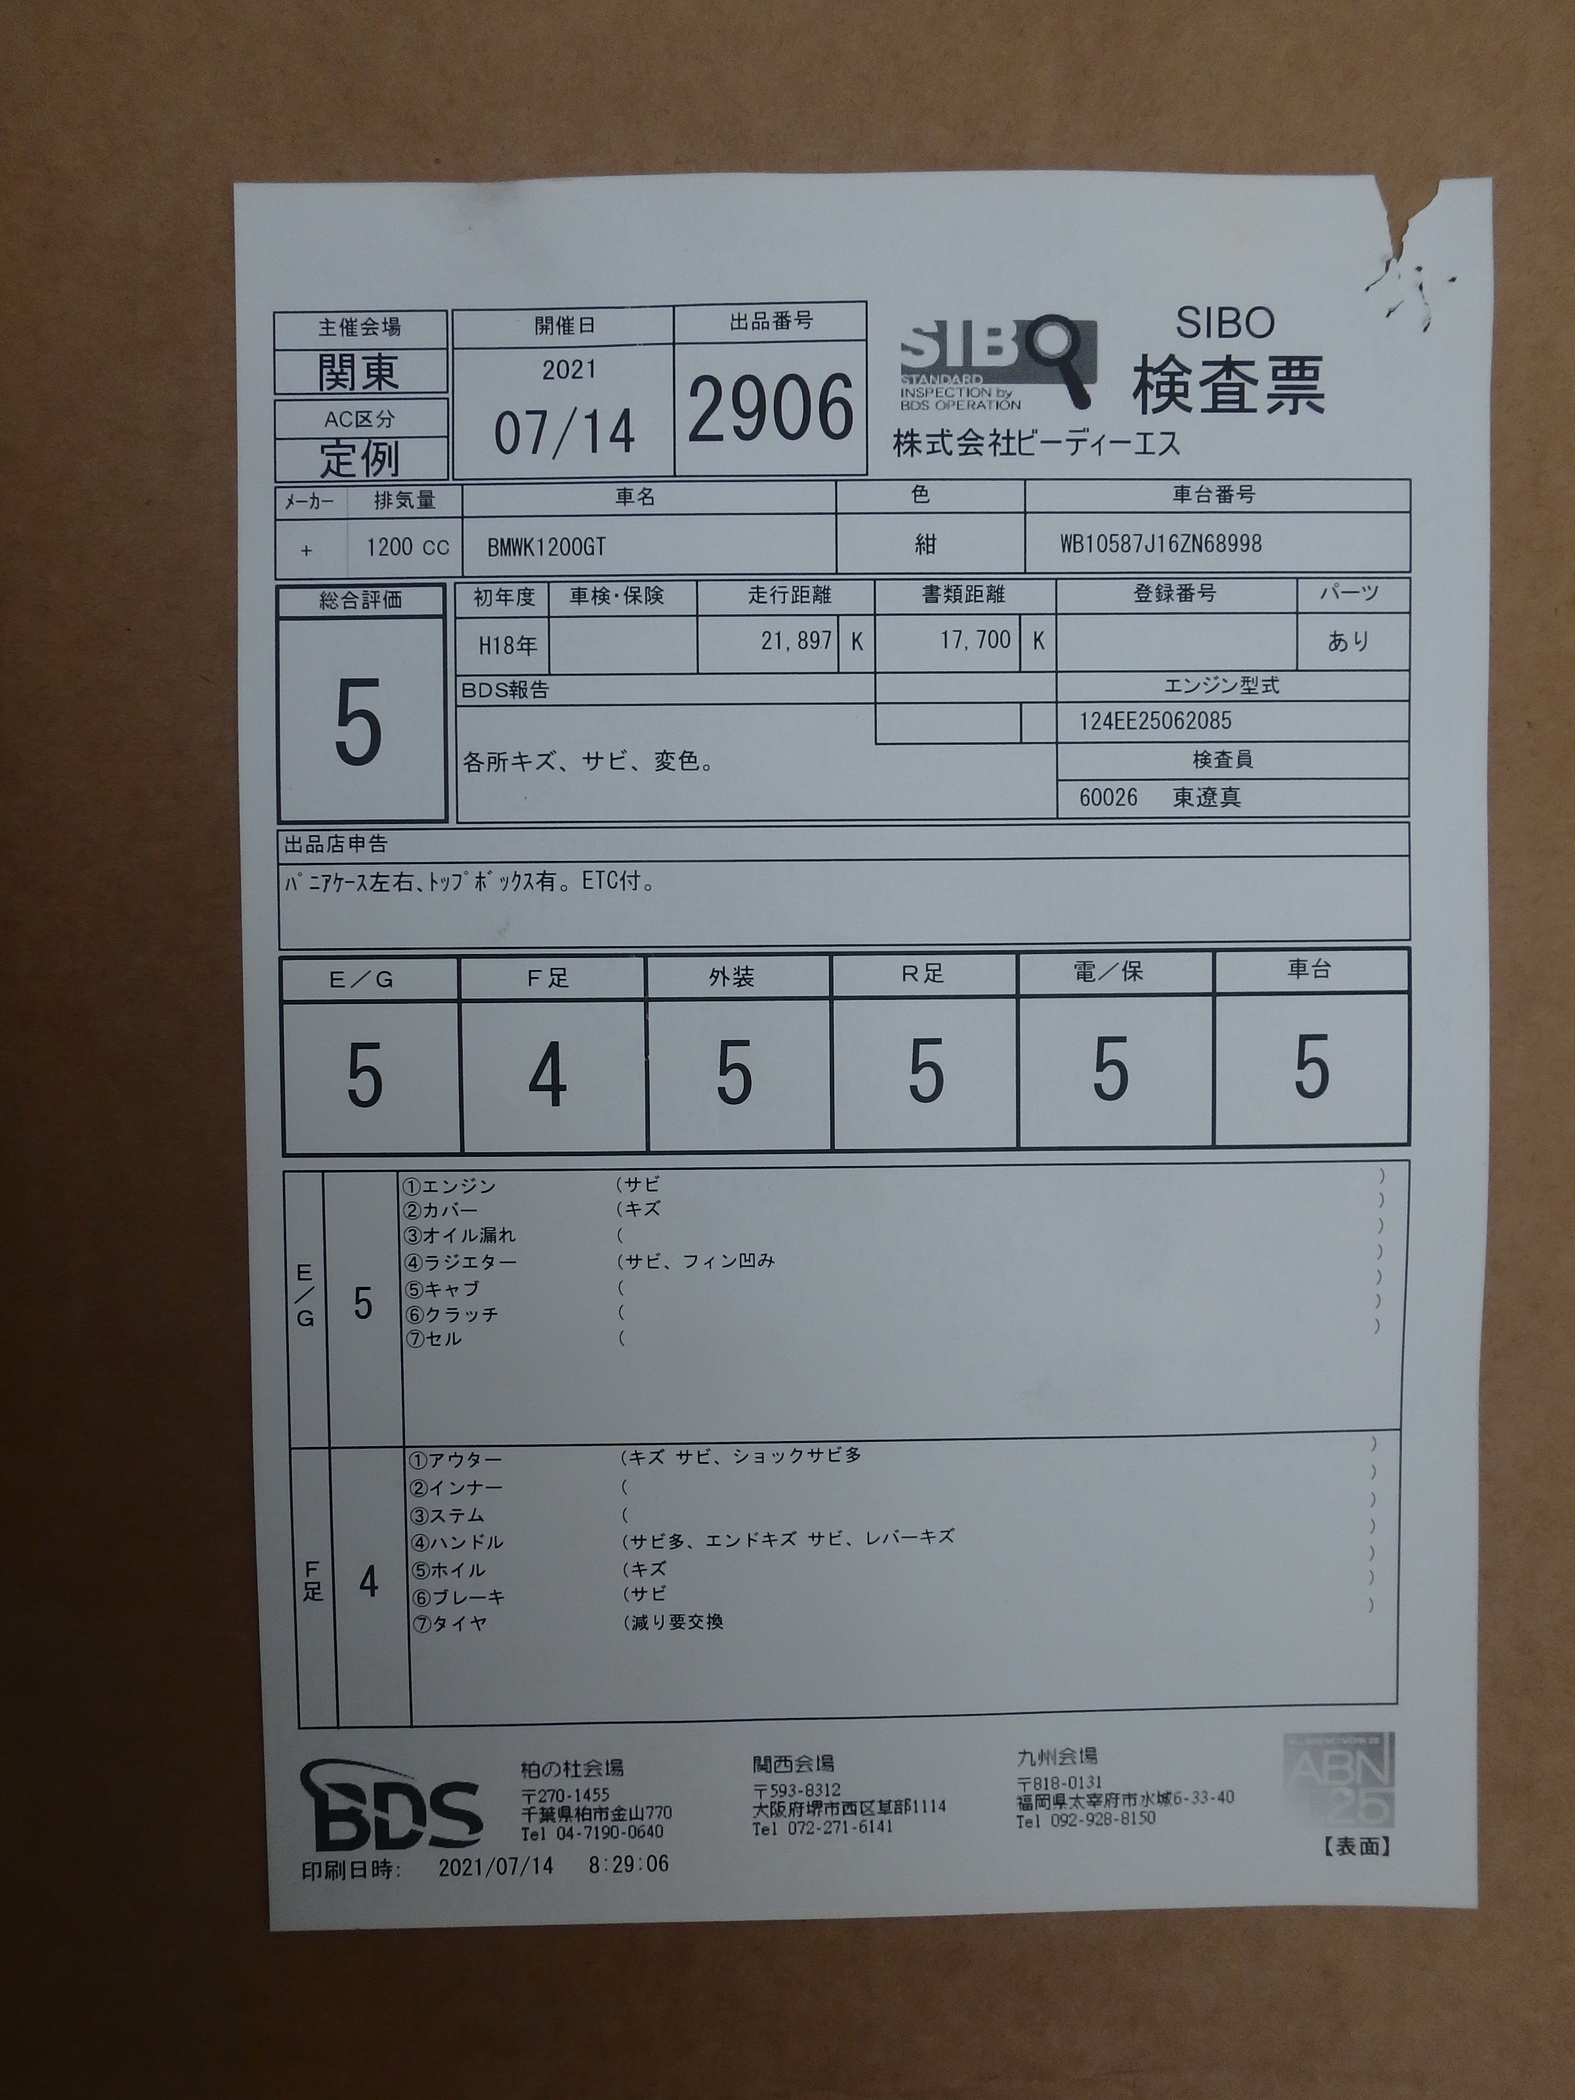 主催会場
関東
AC区分
定例
開催日
2021
07/14
出品番号
2906
SIBO
STANDARD
INSPECTION by
BDS OPERATION
SIBO
検査票
株式会社ビーディーエス
ﾒｰｶｰ 排気量 車名 色 車台番号
+ 1200 CC BMWK1200GT 紺 WB10587J16ZN68998
総合評価 初年度 車検・保険 走行距離 書類距離 登録番号 パーツ
5 H18年 21,897 K 17,700 K あり
BDS報告 エンジン型式
124EE25062085
各所キズ、サビ、変色。 検査員
60026 東遼真
出品店申告
ﾊﾟﾆｱｹｰｽ左右､ﾄｯﾌﾟﾎﾞｯｸｽ有。ETC付。
E/G F足 外装 R足 電/保 車台
5 4 5 5 5 5
E/G 5
①エンジン (サビ )
②カバー (キズ )
③オイル漏れ ( )
④ラジエター (サビ、フィン凹み )
⑤キャブ ( )
⑥クラッチ ( )
⑦セル ( )
F足 4
①アウター (キズ サビ、ショックサビ多 )
②インナー ( )
③ステム ( )
④ハンドル (サビ多、エンドキズ サビ、レバーキズ )
⑤ホイル (キズ )
⑥ブレーキ (サビ )
⑦タイヤ (減り要交換 )
BDS
柏の杜会場
〒270-1455
千葉県柏市金山770
Tel 04-7190-0640
関西会場
〒593-8312
大阪府堺市西区草部1114
Tel 072-271-6141
九州会場
〒818-0131
福岡県太宰府市水城6-33-40
Tel 092-928-8150
ABN
25
【表面】
印刷日時: 2021/07/14 8:29:06